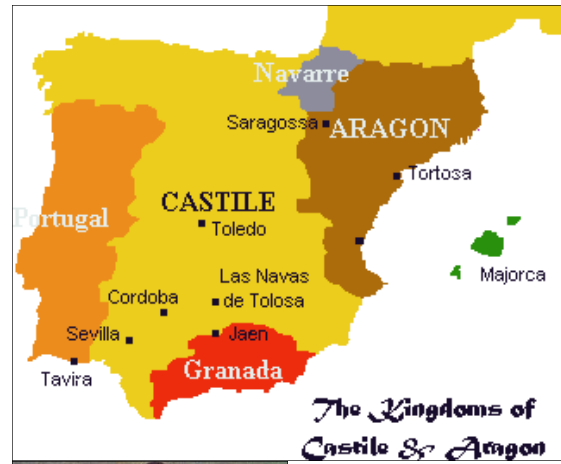 Navarre
Saragossa
ARAGON
Tortosa
CASTILE
Portugal
Toledo
Las Navas
de Tolosa
Majorca
Cordoba
Sevilla
Jaen
Granada
Tavira
The Kingdoms of
Castile & Aragon